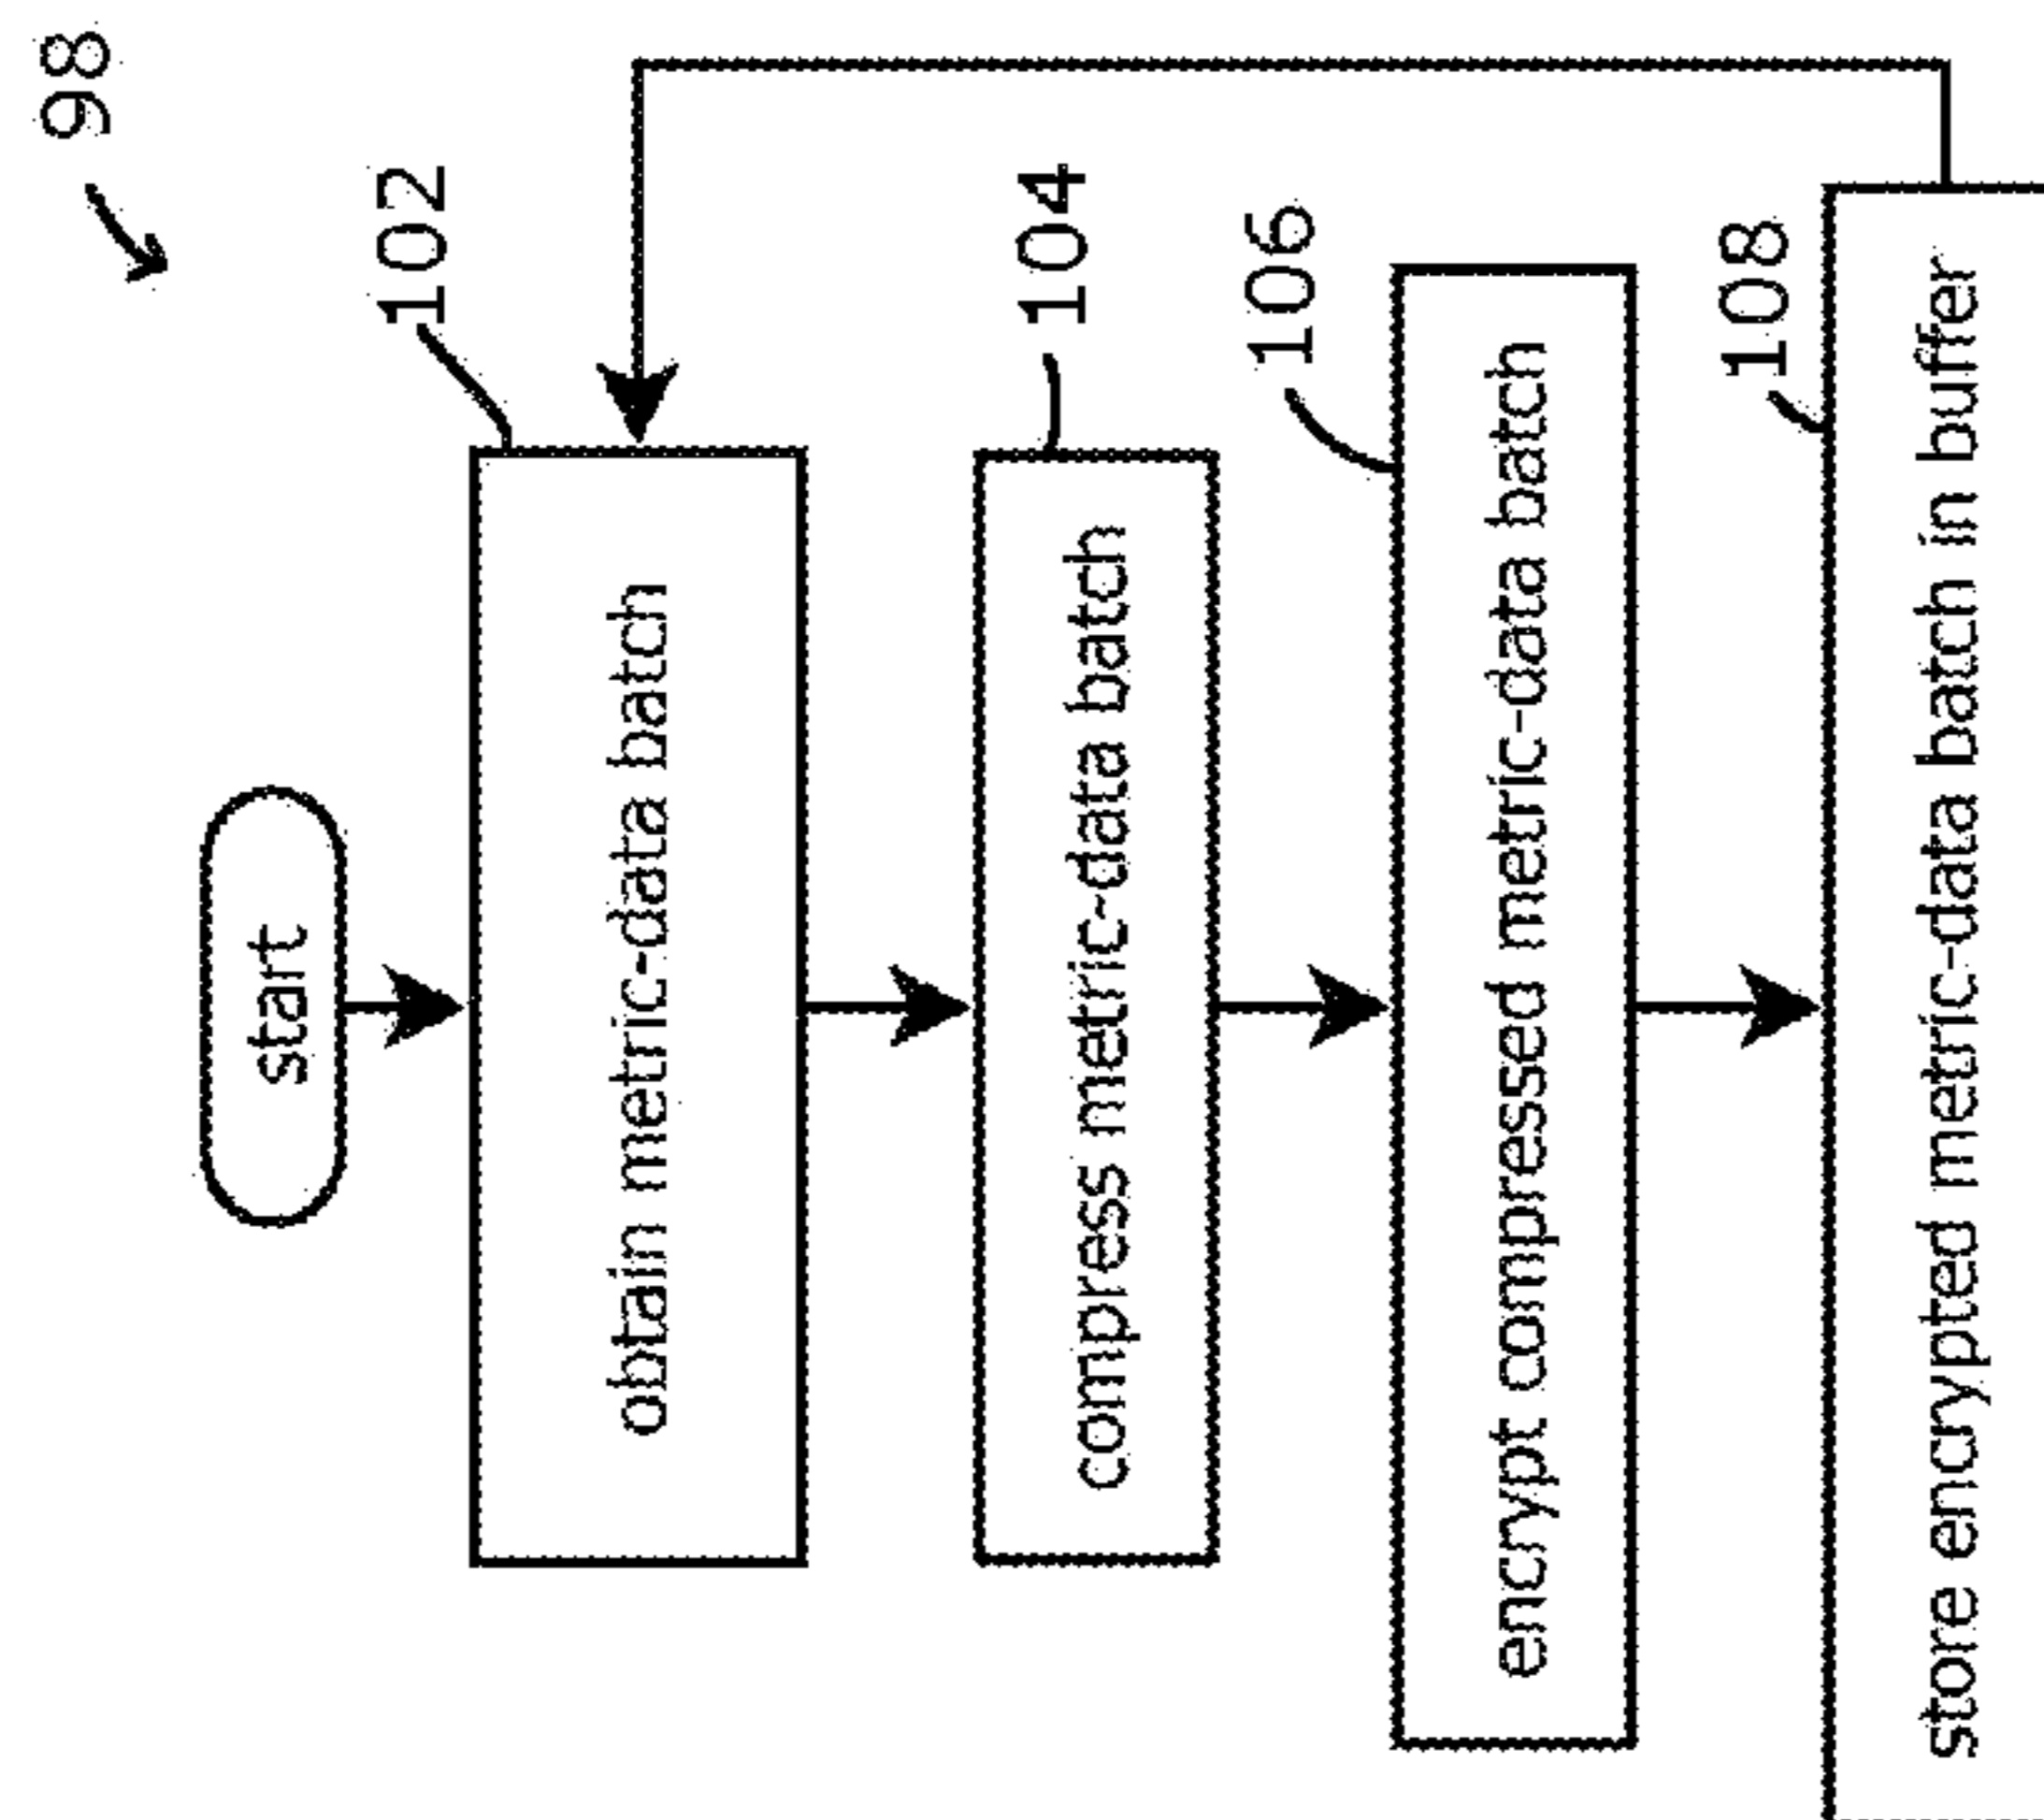 98
start
102
obtain metric-data batch
104
compress metric-data batch
106
encrypt compressed metric-data batch
108
store encrypted metric-data batch in buffer